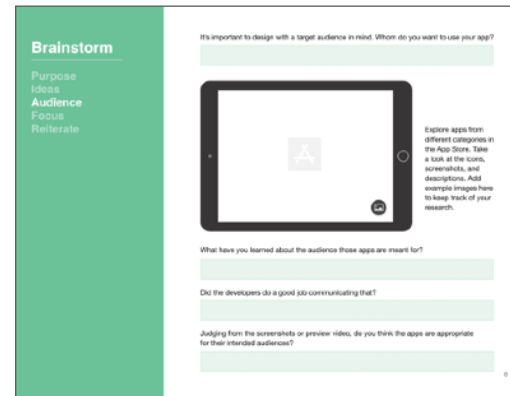 Brainstorm
Purpose
Ideas
Audience
Focus
Reiterate
It's important to design with a target audience in mind. Whom do you want to use your app?
Explore apps from
different categories in
the App Store. Take
a look at the icons,
screenshots, and
descriptions. Add
example images here
to keep track of your
research.
What have you learned about the audience those apps are meant for?
Did the developers do a good job communicating that?
Judging from the screenshots or preview video, do you think the apps are appropriate
for their intended audiences?
6